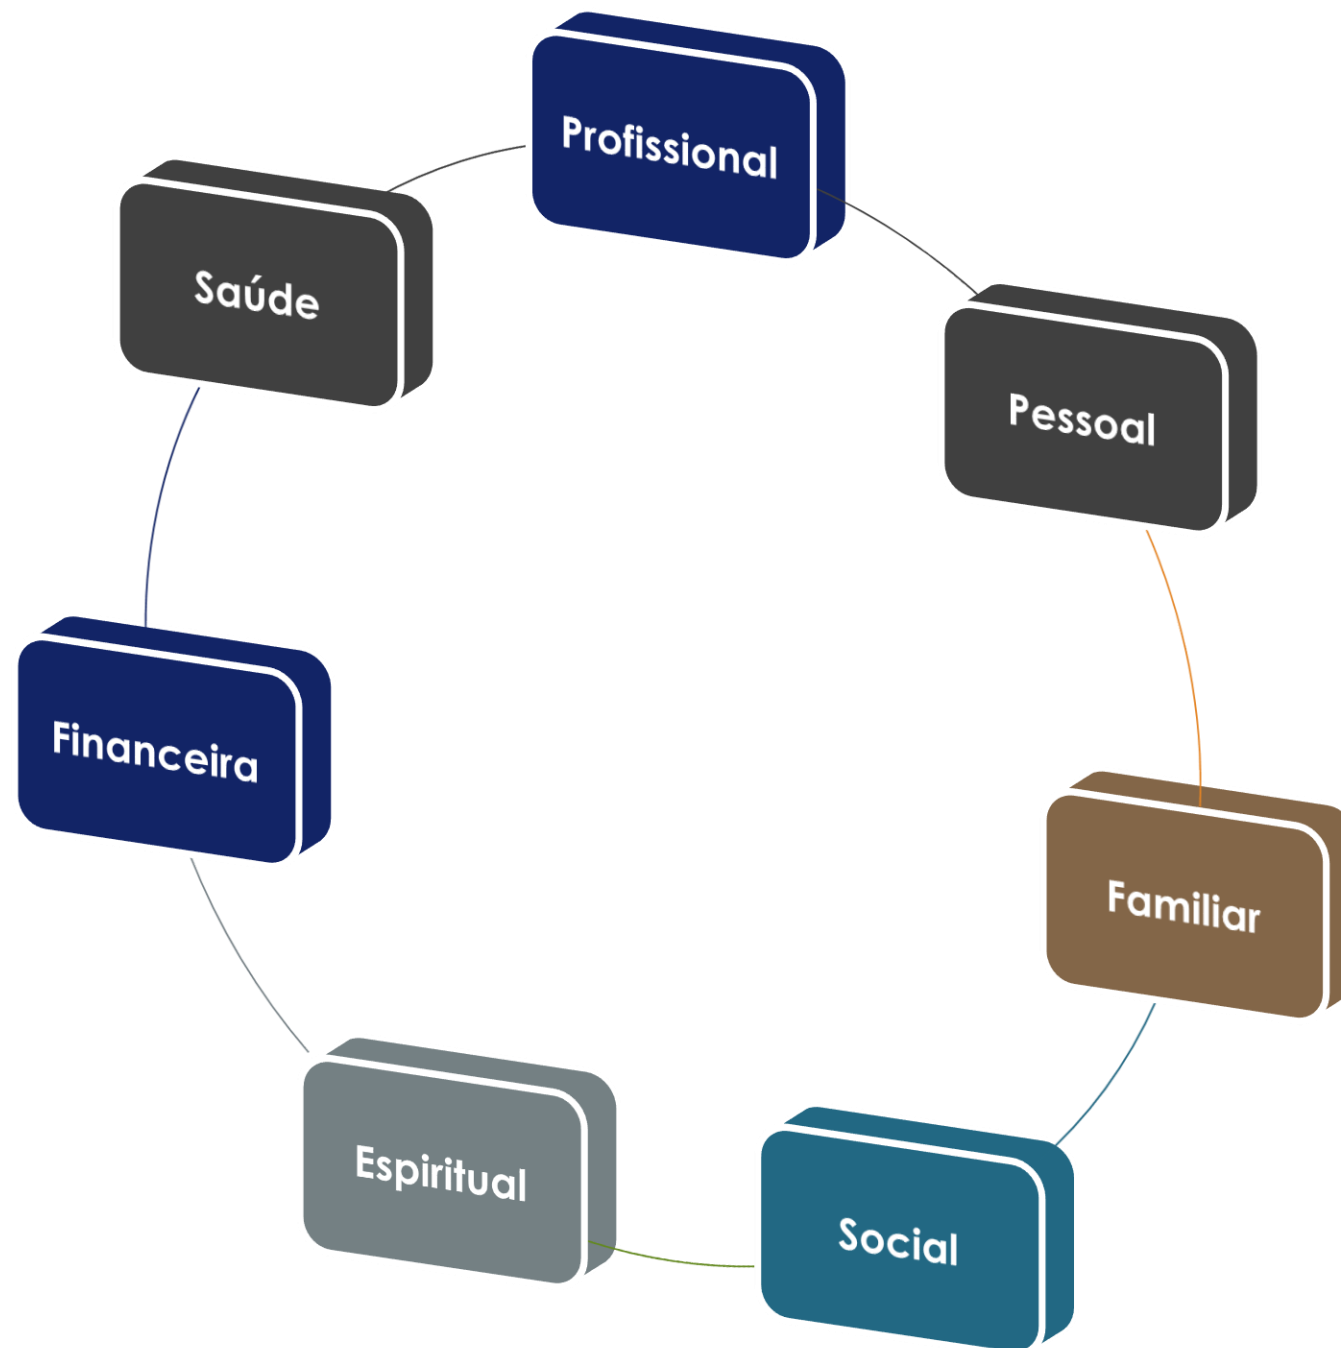 Profissional
Pessoal
Familiar
Social
Espiritual
Financeira
Saúde